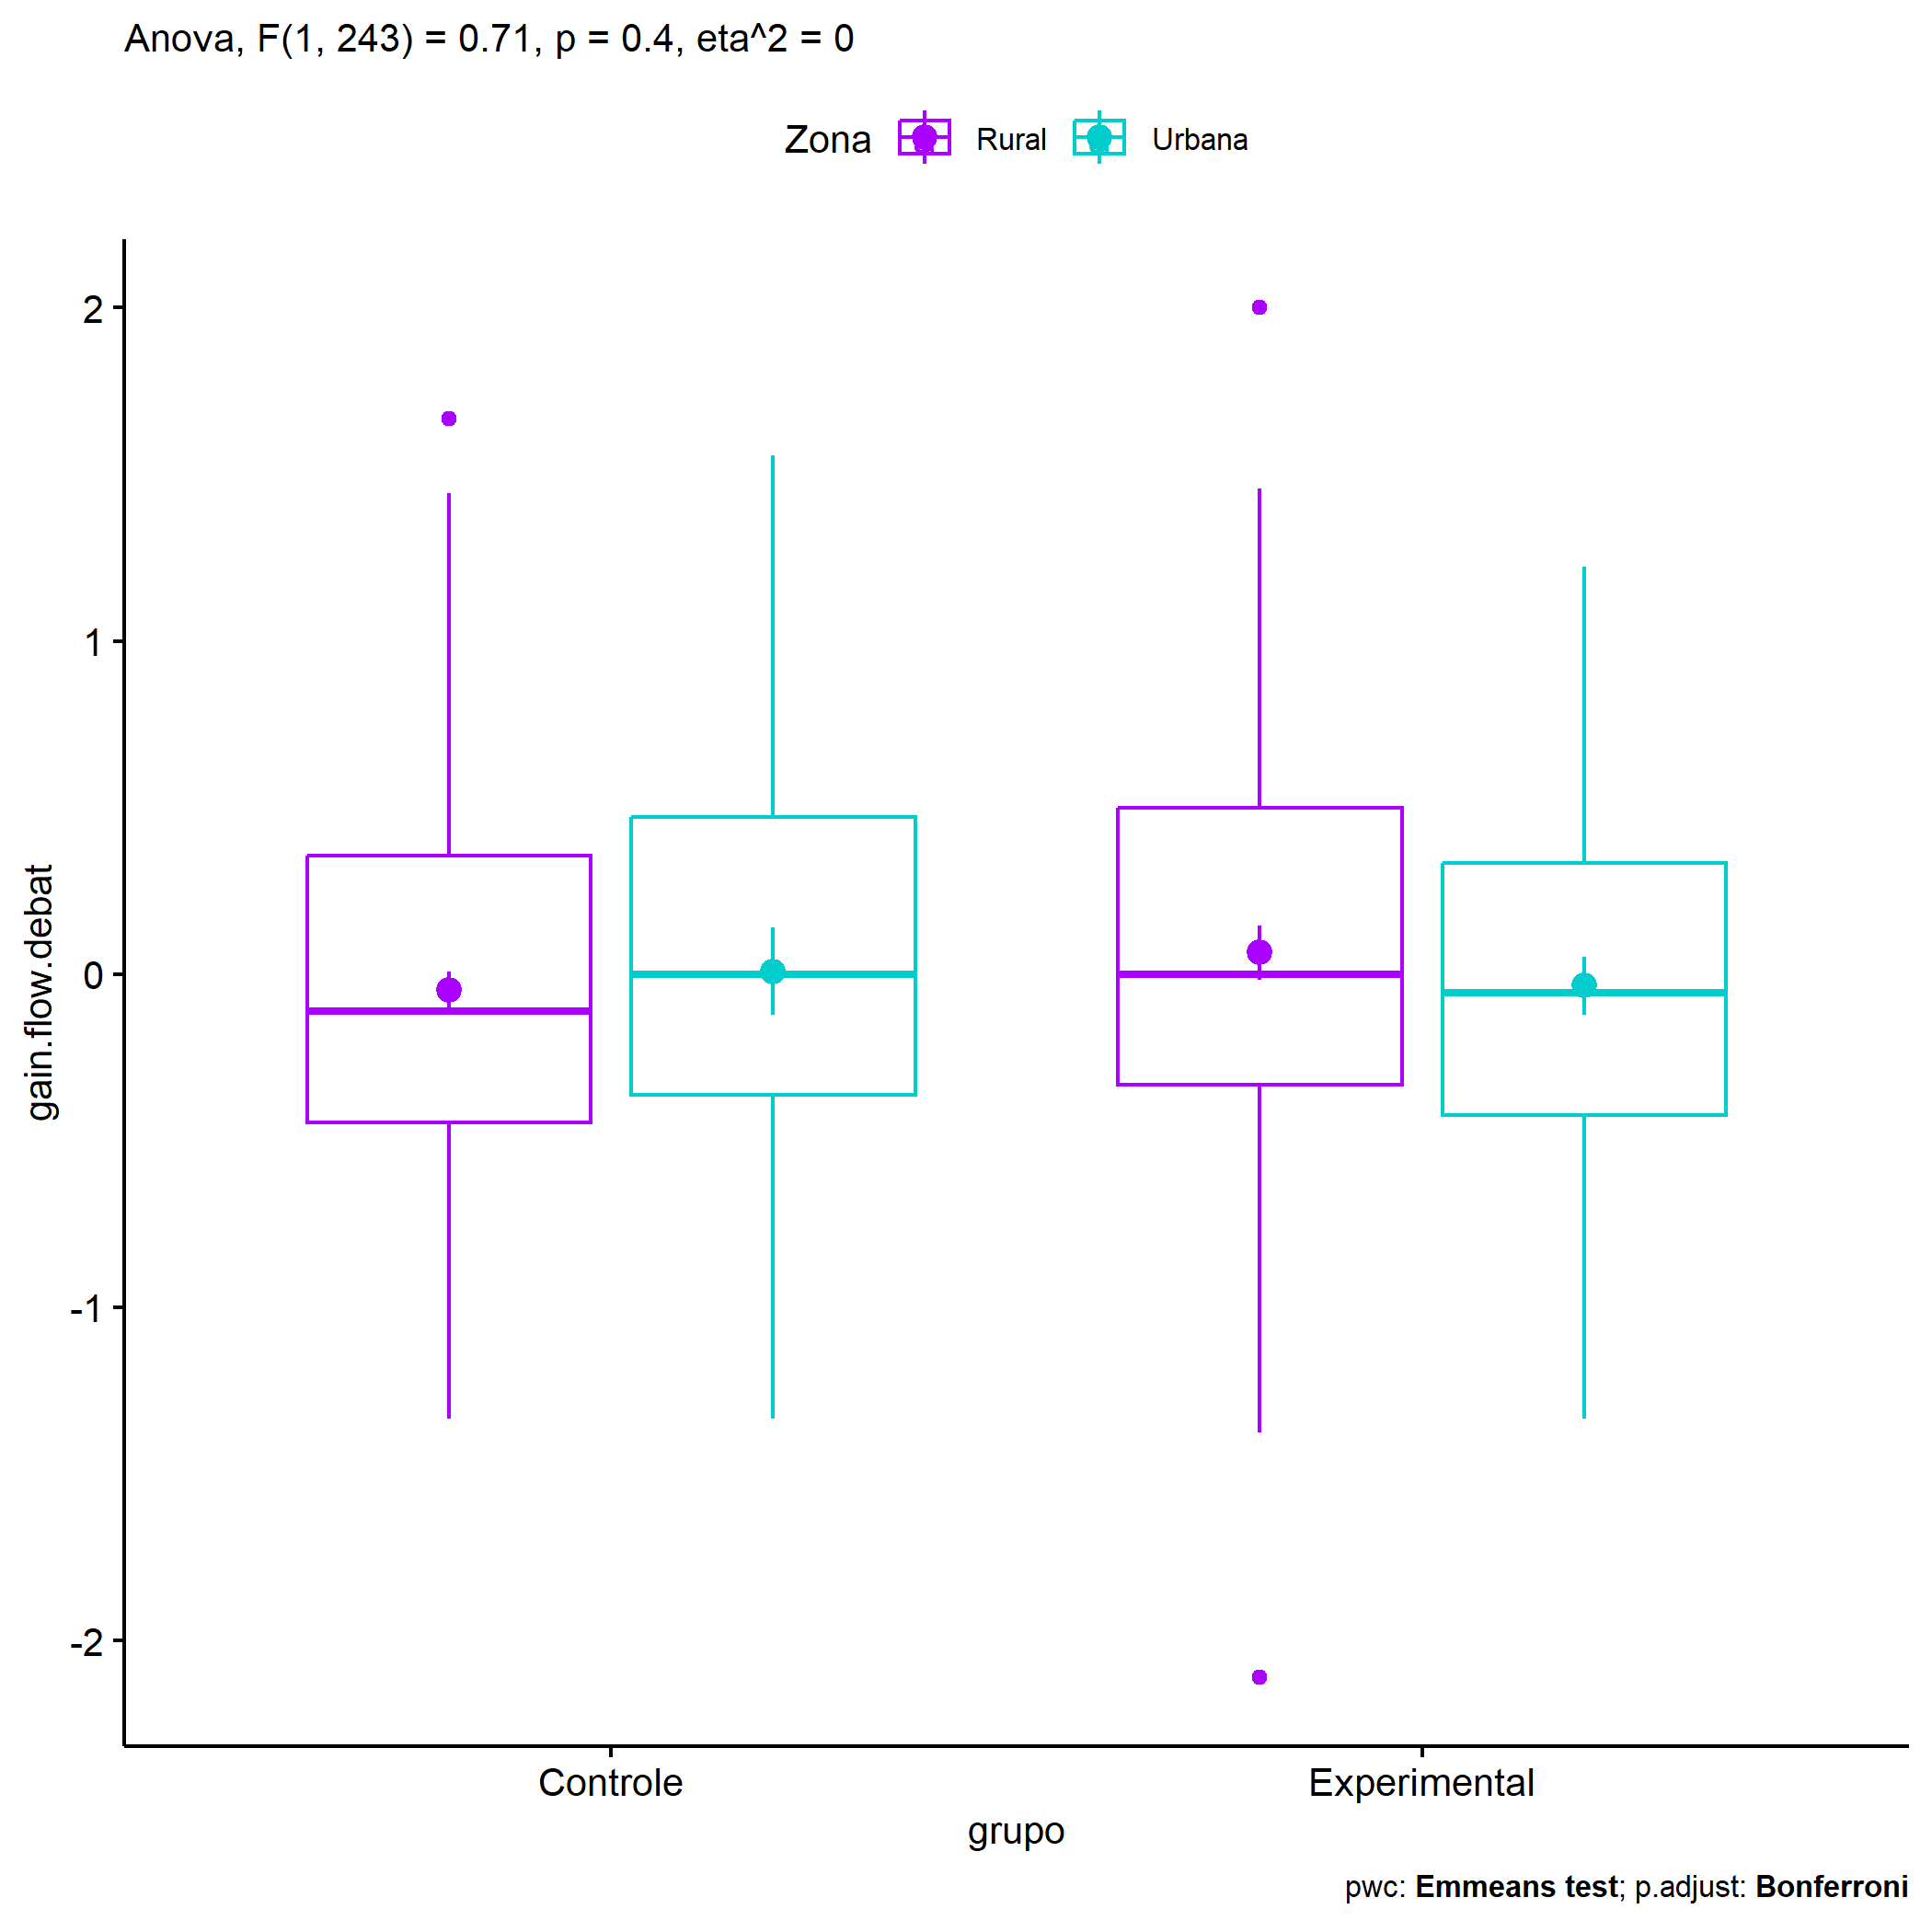 Anova, F(1, 243) = 0.71, p = 0.4, eta^2 = 0
Zona Rural Urbana
gain.flow.debat
2
1
0
-1
-2
Controle Experimental
grupo
pwc: Emmeans test; p.adjust: Bonferroni